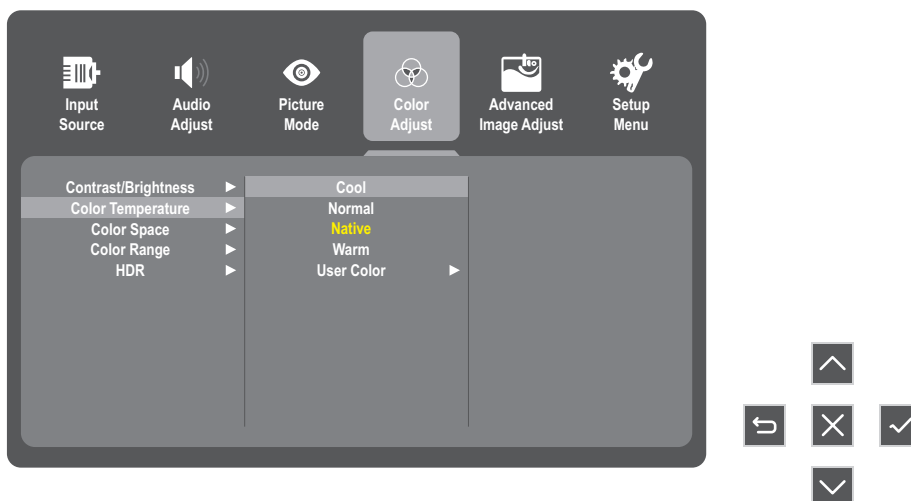 Input Source
Audio Adjust
Picture Mode
Color Adjust
Advanced Image Adjust
Setup Menu
Contrast/Brightness
Color Temperature
Color Space
Color Range
HDR
Cool
Normal
Native
Warm
User Color